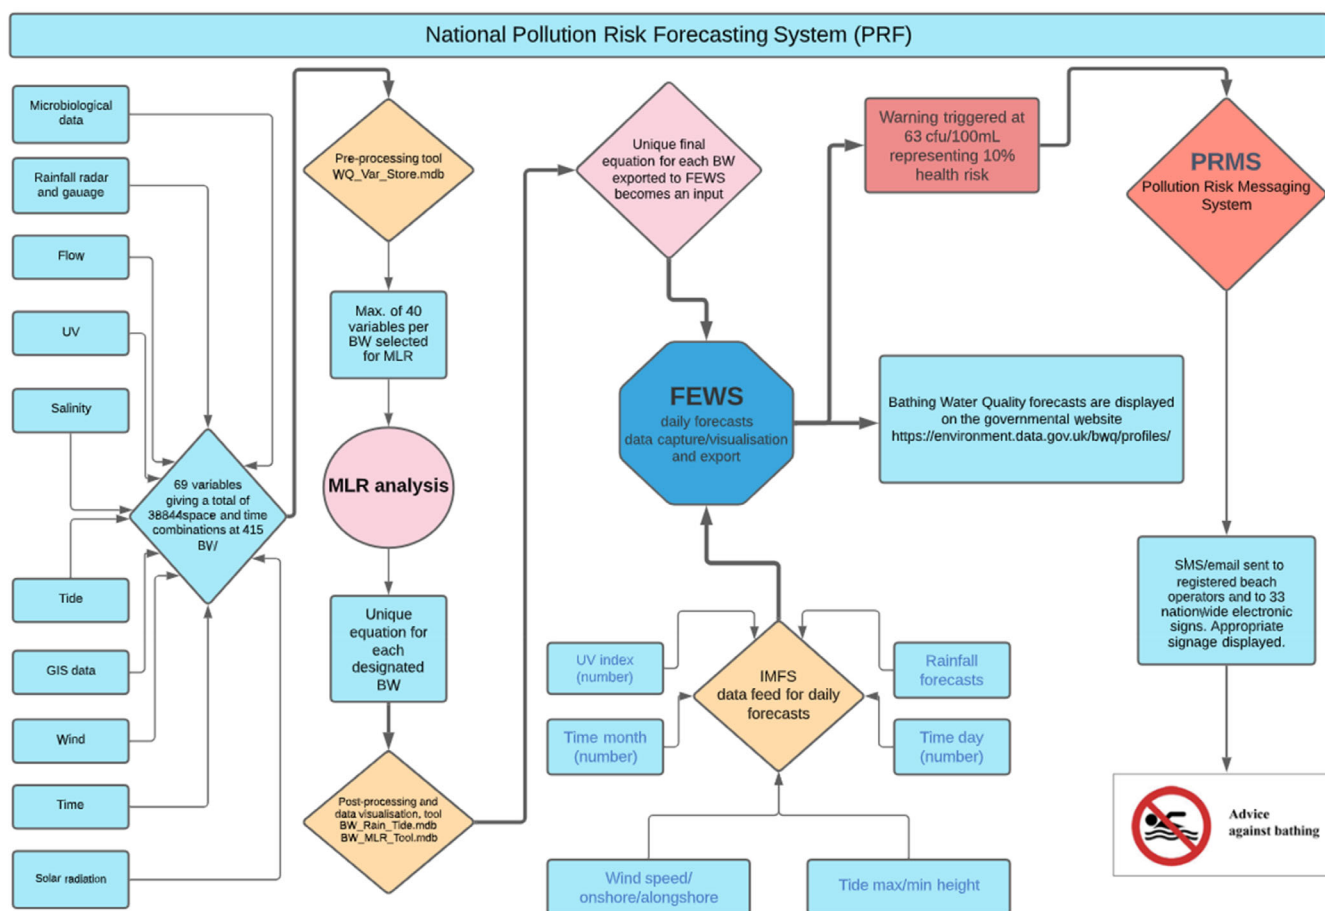 National Pollution Risk Forecasting System (PRF)
Microbiological
data
Rainfall radar
and gauage
Flow
UV
Salinity
Tide
GIS data
Wind
Time
Solar radiation
69 variables
giving a total of
38844space and time
combinations at 415
BW
Pre-processing tool
WQ_Var_Store.mdb
Max. of 40
variables per
BW selected
for MLR
MLR analysis
Unique
equation for
each
designated
BW
Post-processing and
data visualisation, tool
BW_Rain_Tide.mdb
BW_MLR_Tool.mdb
Unique final
equation for each BW
exported to FEWS
becomes an input
FEWS
daily forecasts
data capture/visualisation
and export
IMFS
data feed for daily
forecasts
UV index
(number)
Time month
(number)
Rainfall
forecasts
Time day
(number)
Wind speed/
onshore/alongshore
Tide max/min height
Warning triggered at
63 cfu/100mL
representing 10%
health risk
PRMS
Pollution Risk Messaging
System
Bathing Water Quality forecasts are displayed
on the governmental website
https://environment.data.gov.uk/bwq/profiles/
SMS/email sent to
registered beach
operators and to 33
nationwide electronic
signs. Appropriate
signage displayed.
Advice
against bathing